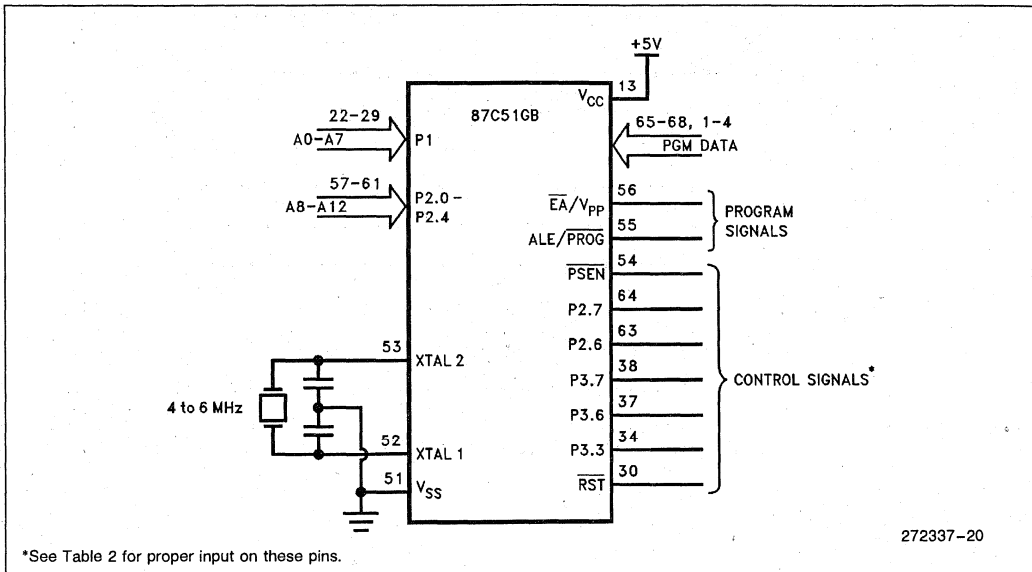 +5V
VCC
13
87C51GB
22-29
A0-A7
P1
65-68, 1-4
PGM DATA
57-61
A8-A12
P2.0-
P2.4
EA/VPP
56
ALE/PROG
55
PROGRAM
SIGNALS
PSEN
54
P2.7
64
P2.6
63
P3.7
38
P3.6
37
P3.3
34
RST
30
CONTROL SIGNALS*
53
XTAL 2
4 to 6 MHz
52
XTAL 1
51
VSS
272337-20
*See Table 2 for proper input on these pins.